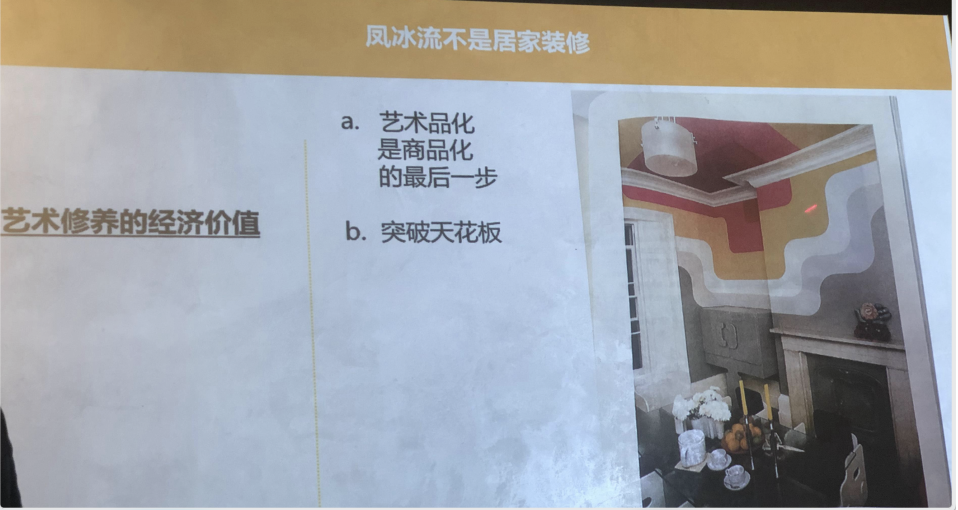 凤冰流不是居家装修
艺术修养的经济价值
a. 艺术品化
是商品化
的最后一步
b. 突破天花板